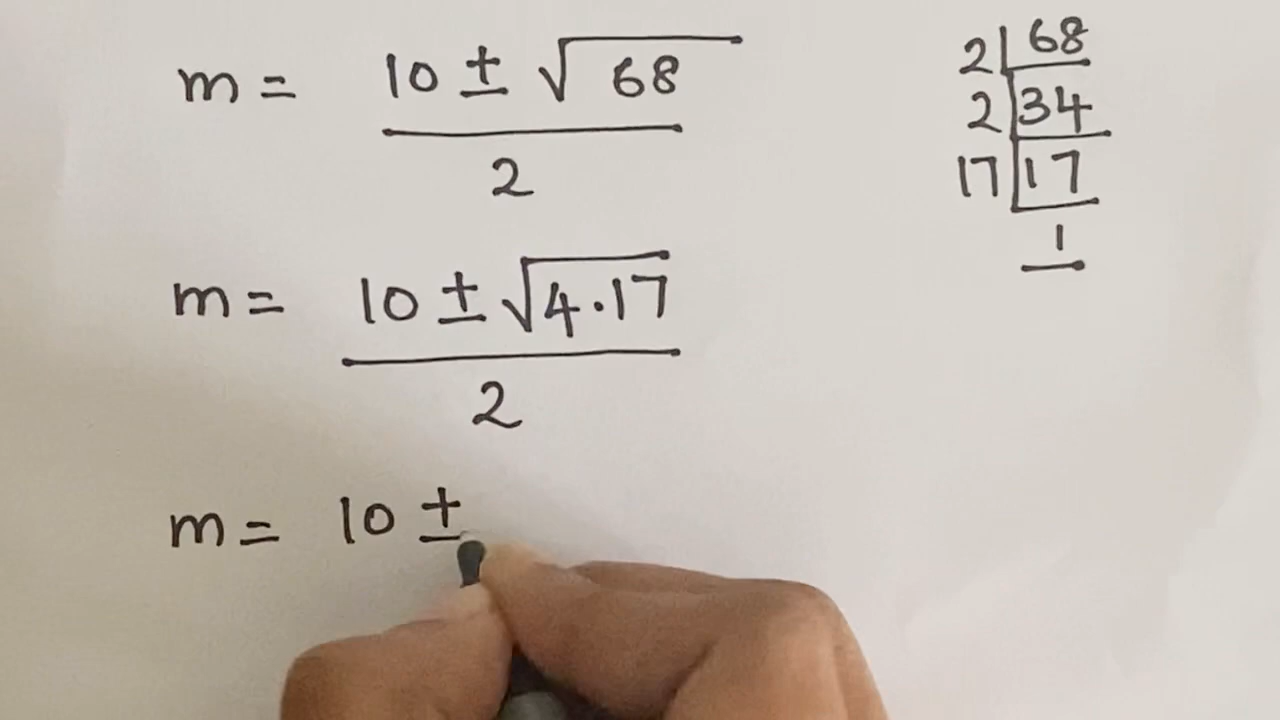 m = 10 ± √68
2
m = 10 ± √4·17
2
m = 10 ±
2 68
2 34
17 17
1